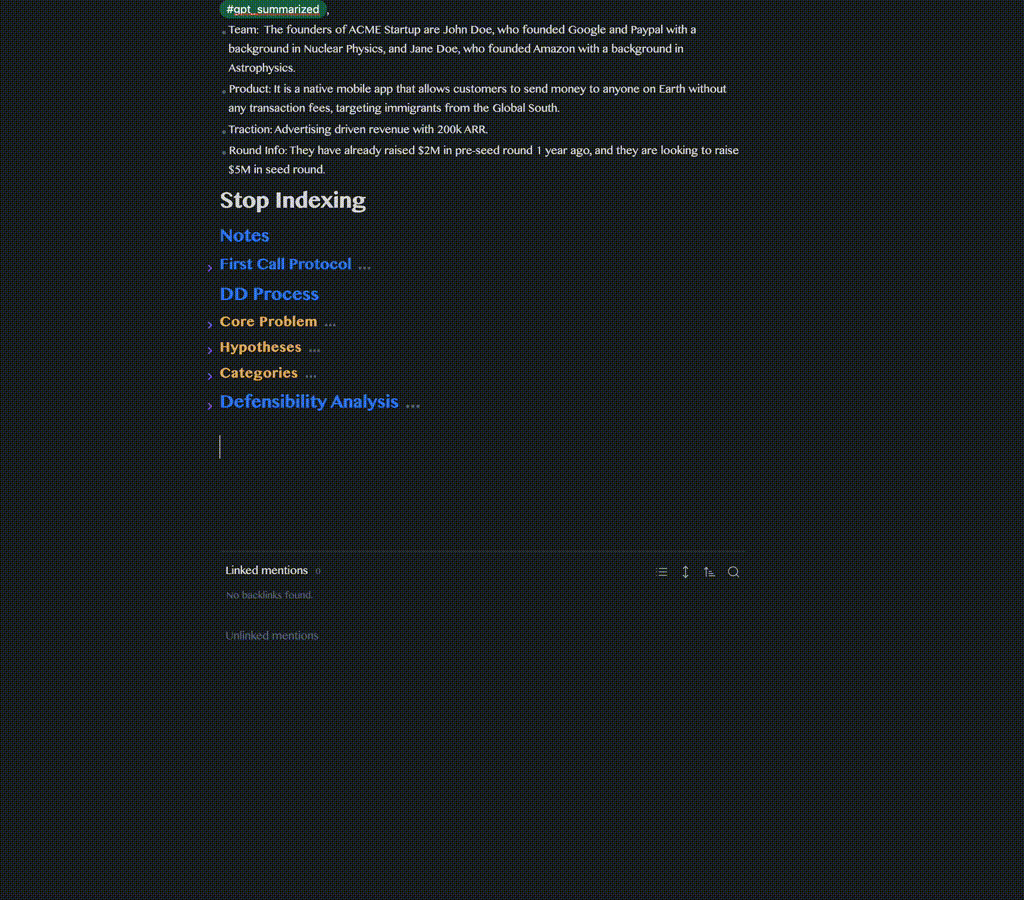 #gpt_summarized,
Team: The founders of ACME Startup are John Doe, who founded Google and Paypal with a
background in Nuclear Physics, and Jane Doe, who founded Amazon with a background in
Astrophysics.
Product: It is a native mobile app that allows customers to send money to anyone on Earth without
any transaction fees, targeting immigrants from the Global South.
Traction: Advertising driven revenue with 200k ARR.
Round Info: They have already raised $2M in pre-seed round 1 year ago, and they are looking to raise
$5M in seed round.
Stop Indexing
Notes
First Call Protocol ...
DD Process
Core Problem ...
Hypotheses ...
Categories ...
Defensibility Analysis ...
Linked mentions 0
No backlinks found.
Unlinked mentions